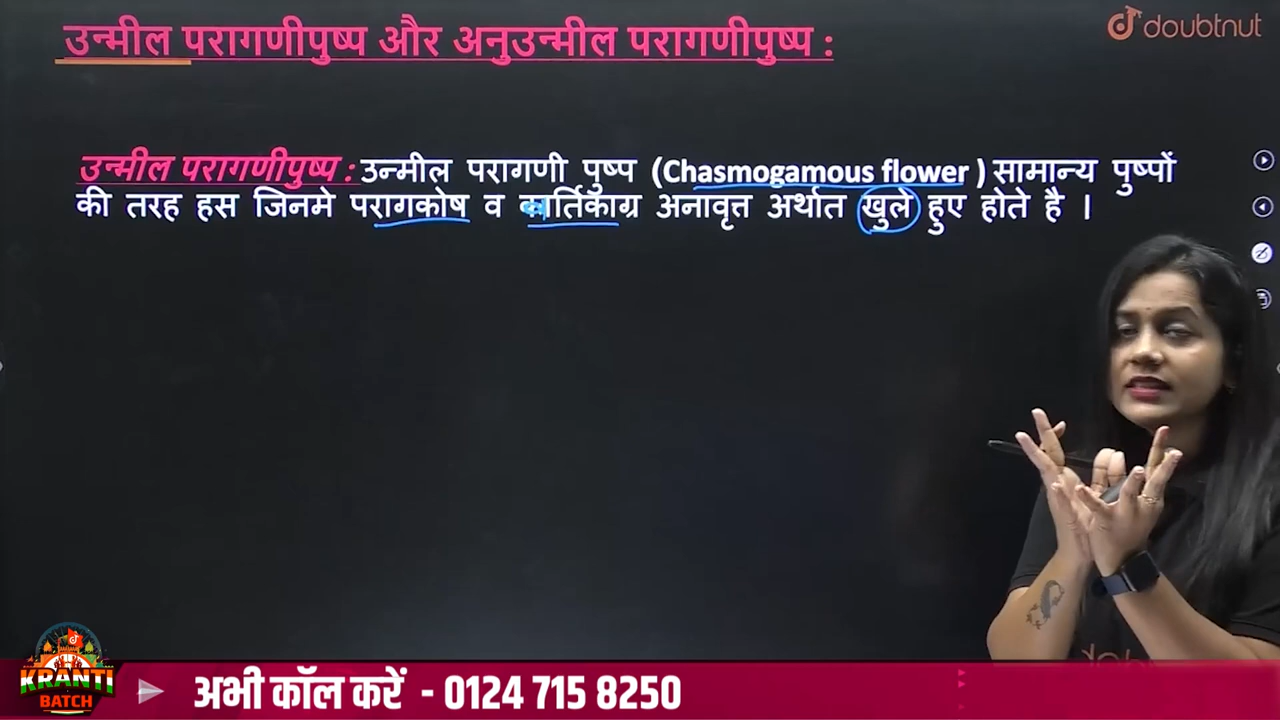 उन्मील परागणीपुष्प और अनुउन्मील परागणीपुष्प :
doubtnut
उन्मील परागणीपुष्प : उन्मील परागणी पुष्प (Chasmogamous flower ) सामान्य पुष्पों
की तरह हस जिनमे परागकोष व कार्तिकाग्र अनावृत्त अर्थात खुले हुए होते है ।
KRANTI
BATCH
अभी कॉल करें - 0124 715 8250